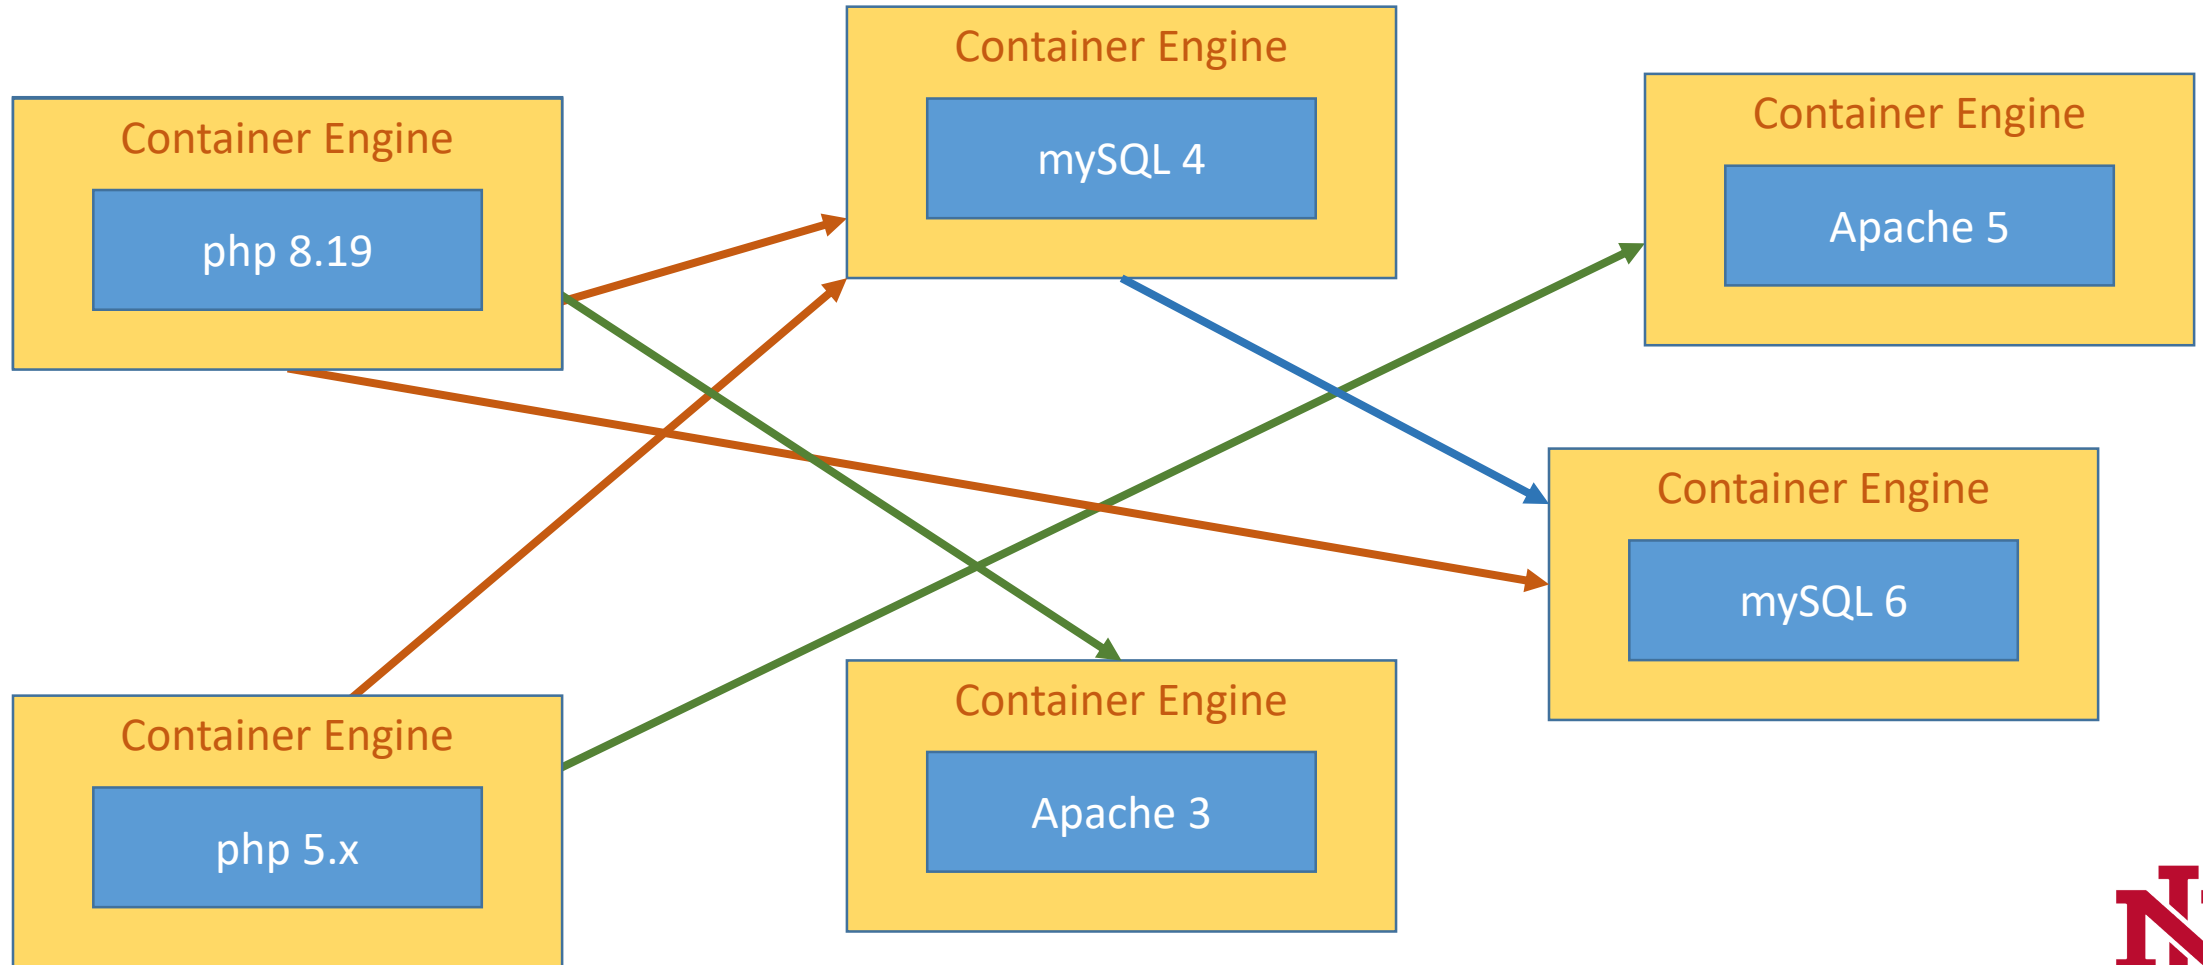 Container Engine
php 8.19
Container Engine
mySQL 4
Container Engine
Apache 5
Container Engine
mySQL 6
Container Engine
php 5.x
Container Engine
Apache 3